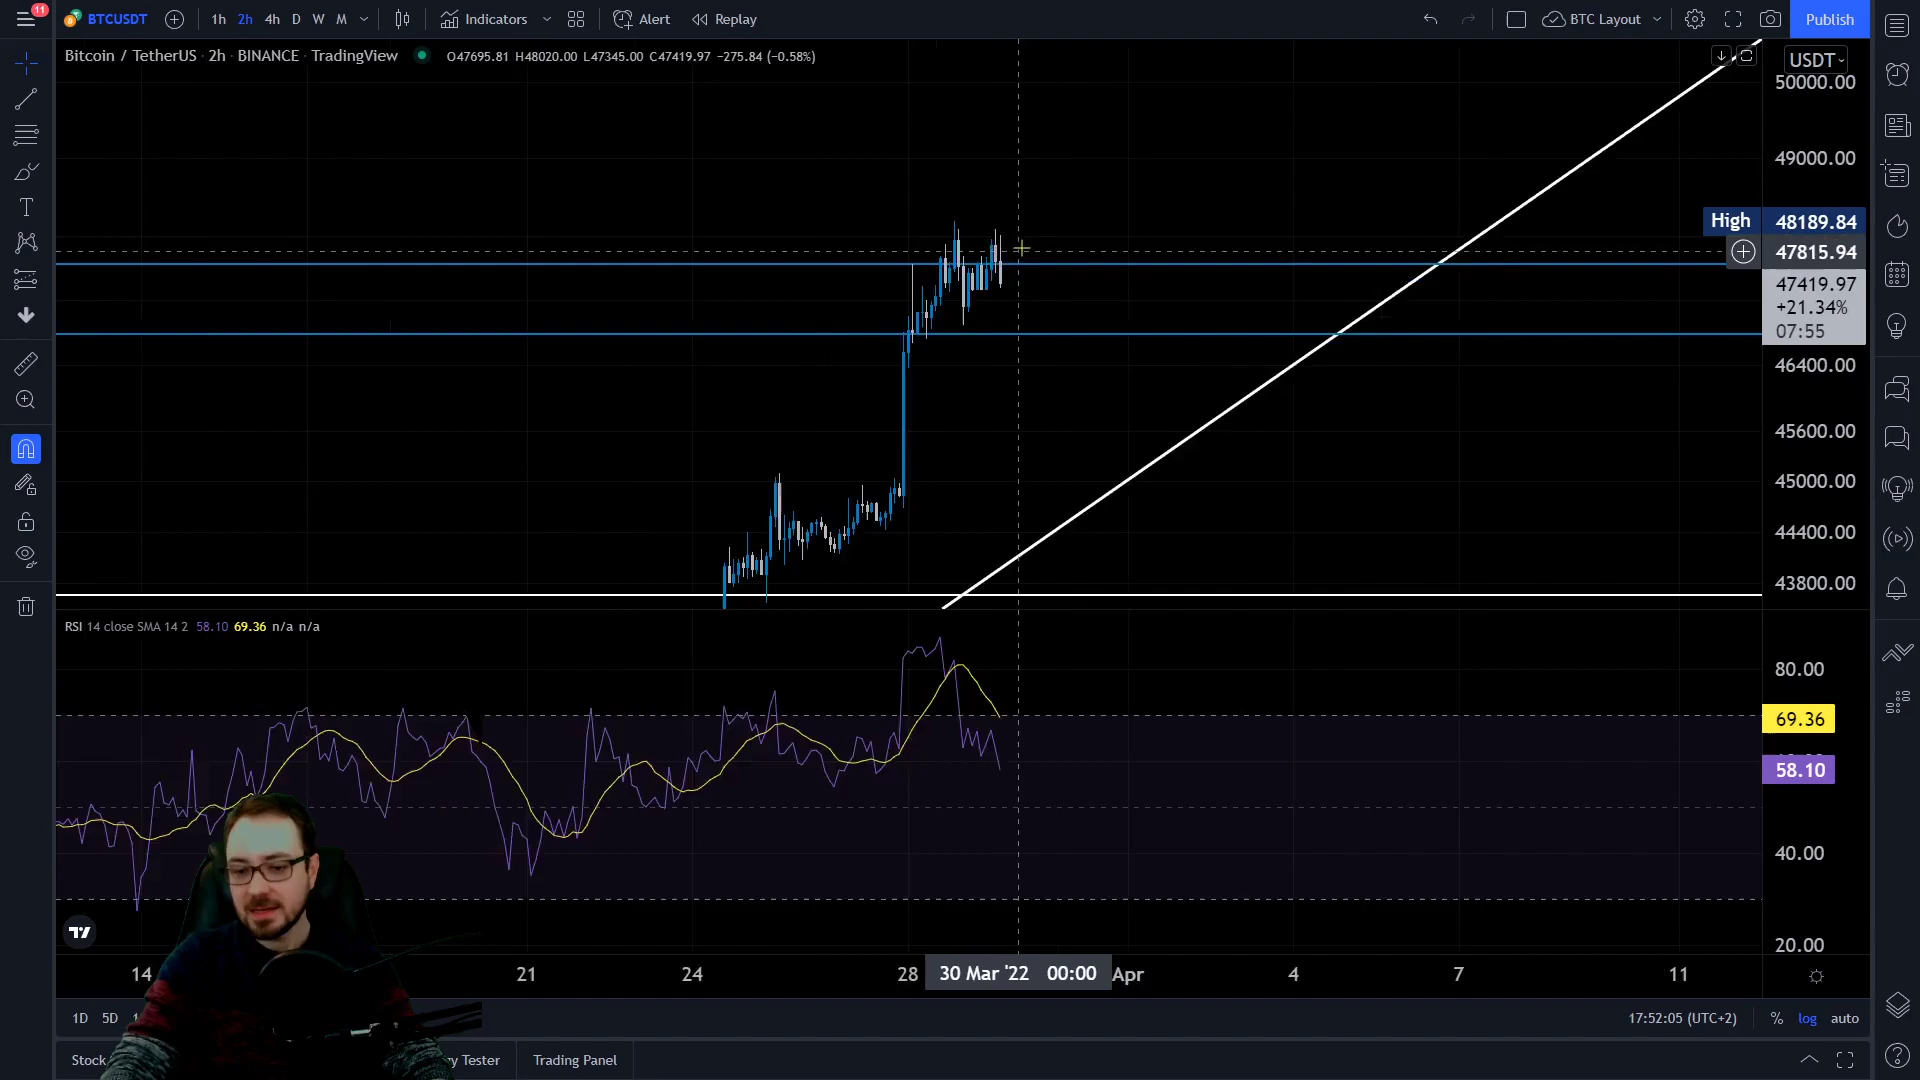 11
BTCUSDT 1h 2h 4h D W M Indicators Alert Replay BTC Layout Publish
Bitcoin / TetherUS · 2h · BINANCE · TradingView O47695.81 H48020.00 L47345.00 C47419.97 −275.84 (−0.58%)
USDT
50000.00
49000.00
High 48189.84
47815.94
47419.97
+21.34%
07:55
46400.00
45600.00
45000.00
44400.00
43800.00
RSI 14 close SMA 14 2 58.10 69.36 n/a n/a
80.00
69.36
58.10
40.00
20.00
14 21 24 28 30 Mar '22 00:00 Apr 4 7 11
1D 5D 17:52:05 (UTC+2) % log auto
Stock Tester Trading Panel